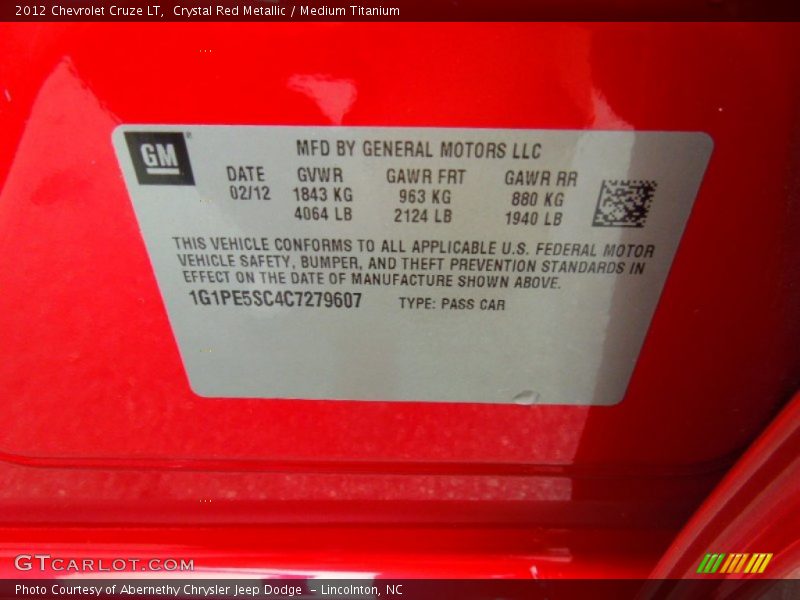 2012 Chevrolet Cruze LT,  Crystal Red Metallic / Medium Titanium
GM
MFD BY GENERAL MOTORS LLC
DATE GVWR GAWR FRT GAWR RR
02/12 1843 KG 963 KG 880 KG
4064 LB 2124 LB 1940 LB
THIS VEHICLE CONFORMS TO ALL APPLICABLE U.S. FEDERAL MOTOR
VEHICLE SAFETY, BUMPER, AND THEFT PREVENTION STANDARDS IN
EFFECT ON THE DATE OF MANUFACTURE SHOWN ABOVE.
1G1PE5SC4C7279607 TYPE: PASS CAR
GTCARLOT.COM
Photo Courtesy of Abernethy Chrysler Jeep Dodge  – Lincolnton, NC